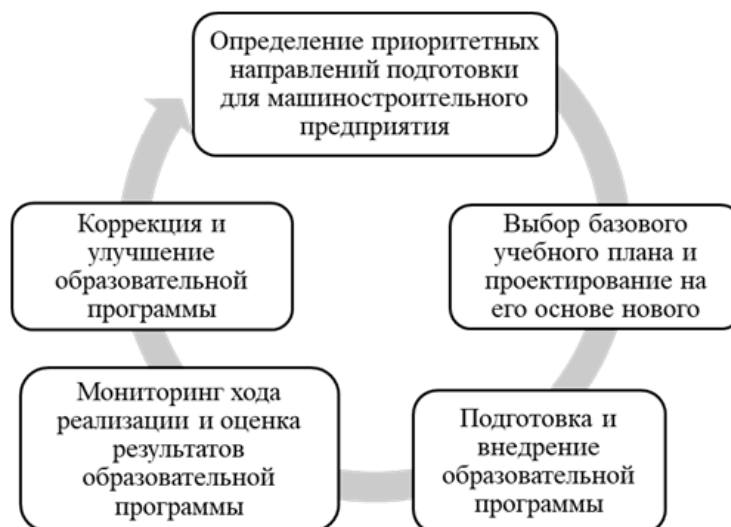 Определение приоритетных
направлений подготовки
для машиностроительного
предприятия
Выбор базового
учебного плана и
проектирование на
его основе нового
Подготовка и
внедрение
образовательной
программы
Мониторинг хода
реализации и оценка
результатов
образовательной
программы
Коррекция и
улучшение
образовательной
программы